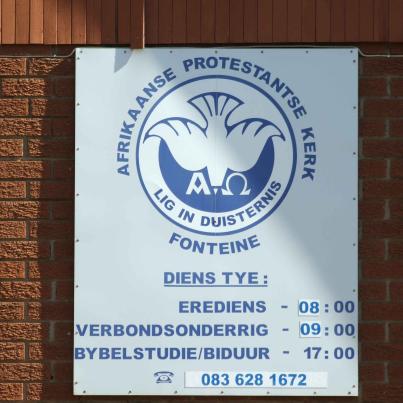 AFRIKAANSE PROTESTANTSE KERK
Α Ω
LIG IN DUISTERNIS
FONTEINE
DIENS TYE:
EREDIENS - 08:00
VERBONDSONDERRIG - 09:00
BYBELSTUDIE/BIDUUR - 17:00
☎ 083 628 1672